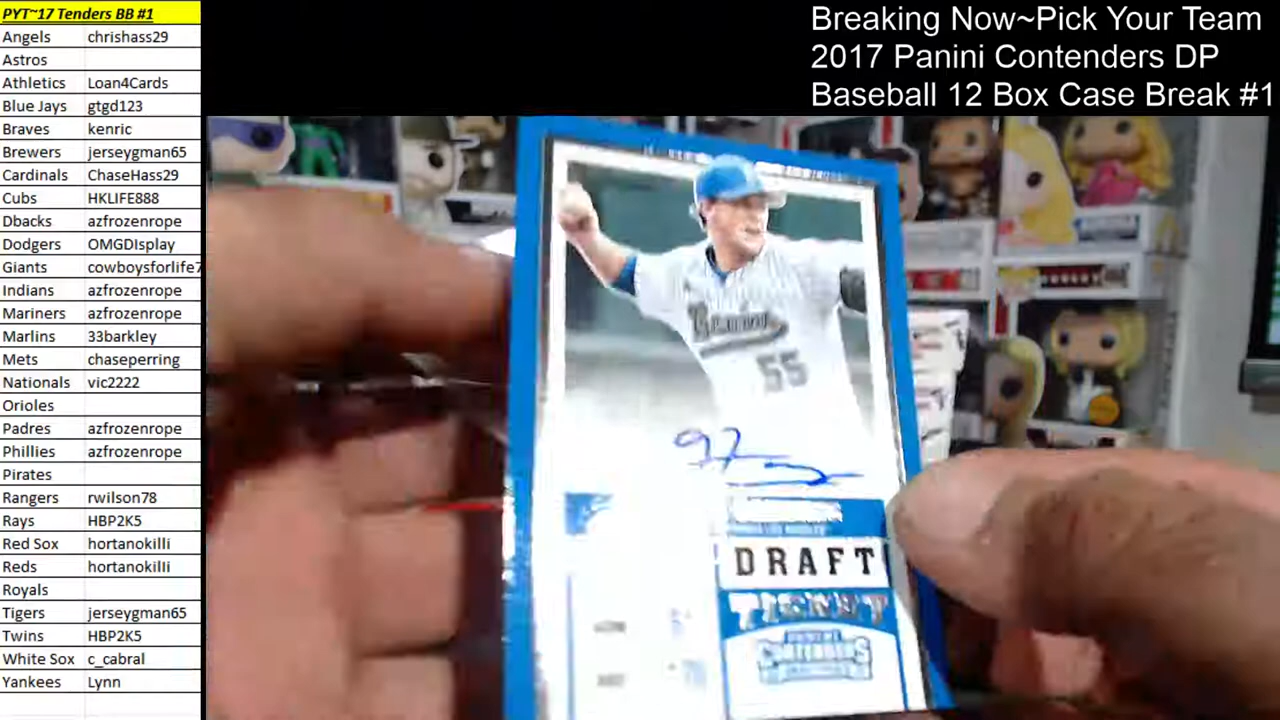 PYT~17 Tenders BB #1
Angels chrishass29
Astros
Athletics Loan4Cards
Blue Jays gtgd123
Braves kenric
Brewers jerseygman65
Cardinals ChaseHass29
Cubs HKLIFE888
Dbacks azfrozenrope
Dodgers OMGDIsplay
Giants cowboysforlife7
Indians azfrozenrope
Mariners azfrozenrope
Marlins 33barkley
Mets chaseperring
Nationals vic2222
Orioles
Padres azfrozenrope
Phillies azfrozenrope
Pirates
Rangers rwilson78
Rays HBP2K5
Red Sox hortanokilli
Reds hortanokilli
Royals
Tigers jerseygman65
Twins HBP2K5
White Sox c_cabral
Yankees Lynn
Breaking Now~Pick Your Team
2017 Panini Contenders DP
Baseball 12 Box Case Break #1
55
DRAFT
TICKET
PANINI
CONTENDERS